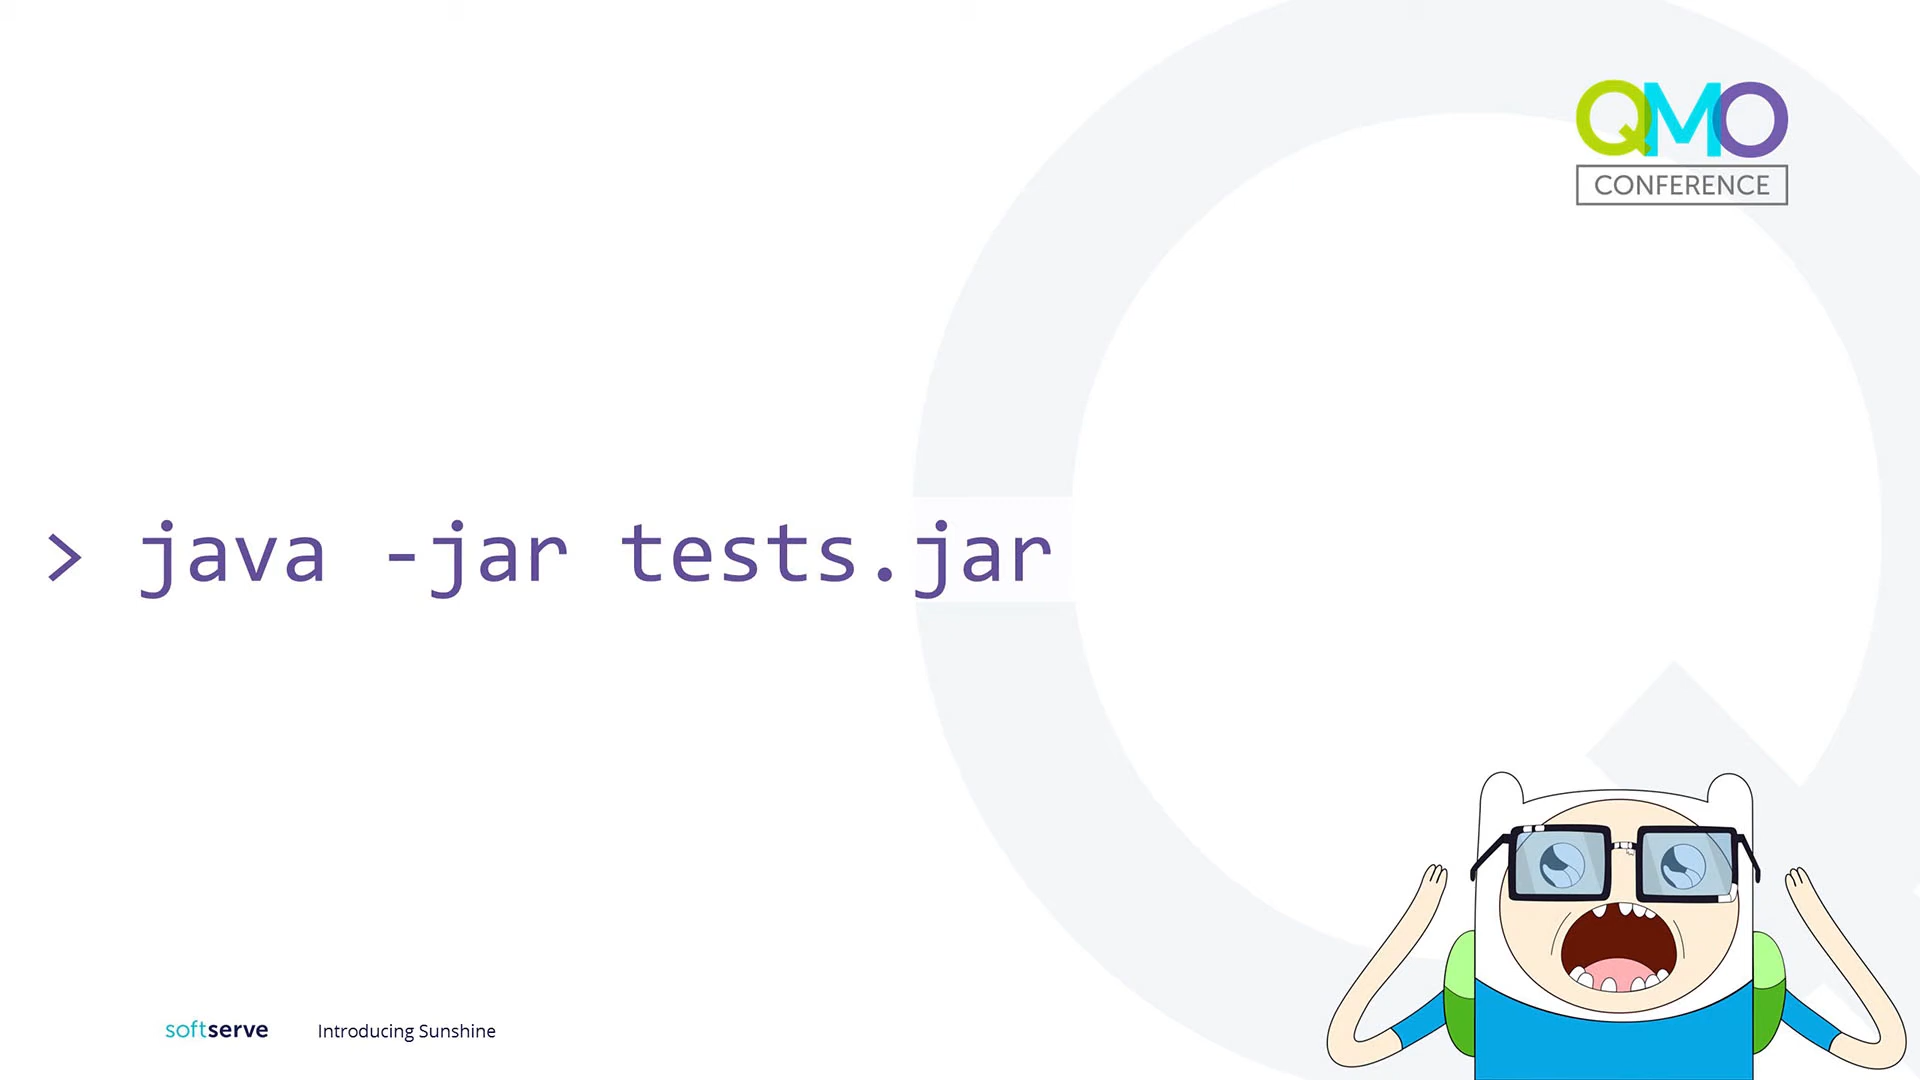 QMO
CONFERENCE
> java -jar tests.jar
softserve
Introducing Sunshine